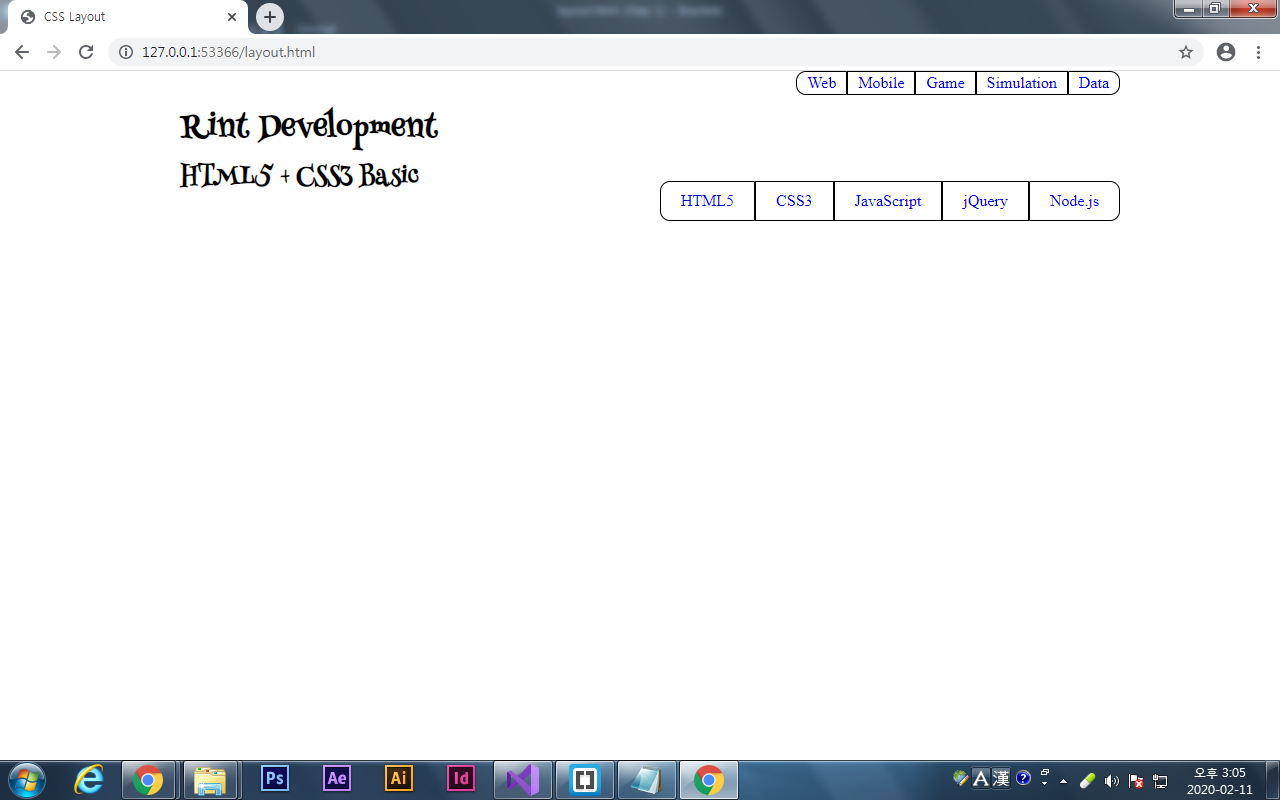 CSS Layout
127.0.0.1:53366/layout.html
Web Mobile Game Simulation Data
Rint Development
HTML5 + CSS3 Basic
HTML5 CSS3 JavaScript jQuery Node.js
Ps Ae Ai Id A 漢 오후 3:05
2020-02-11